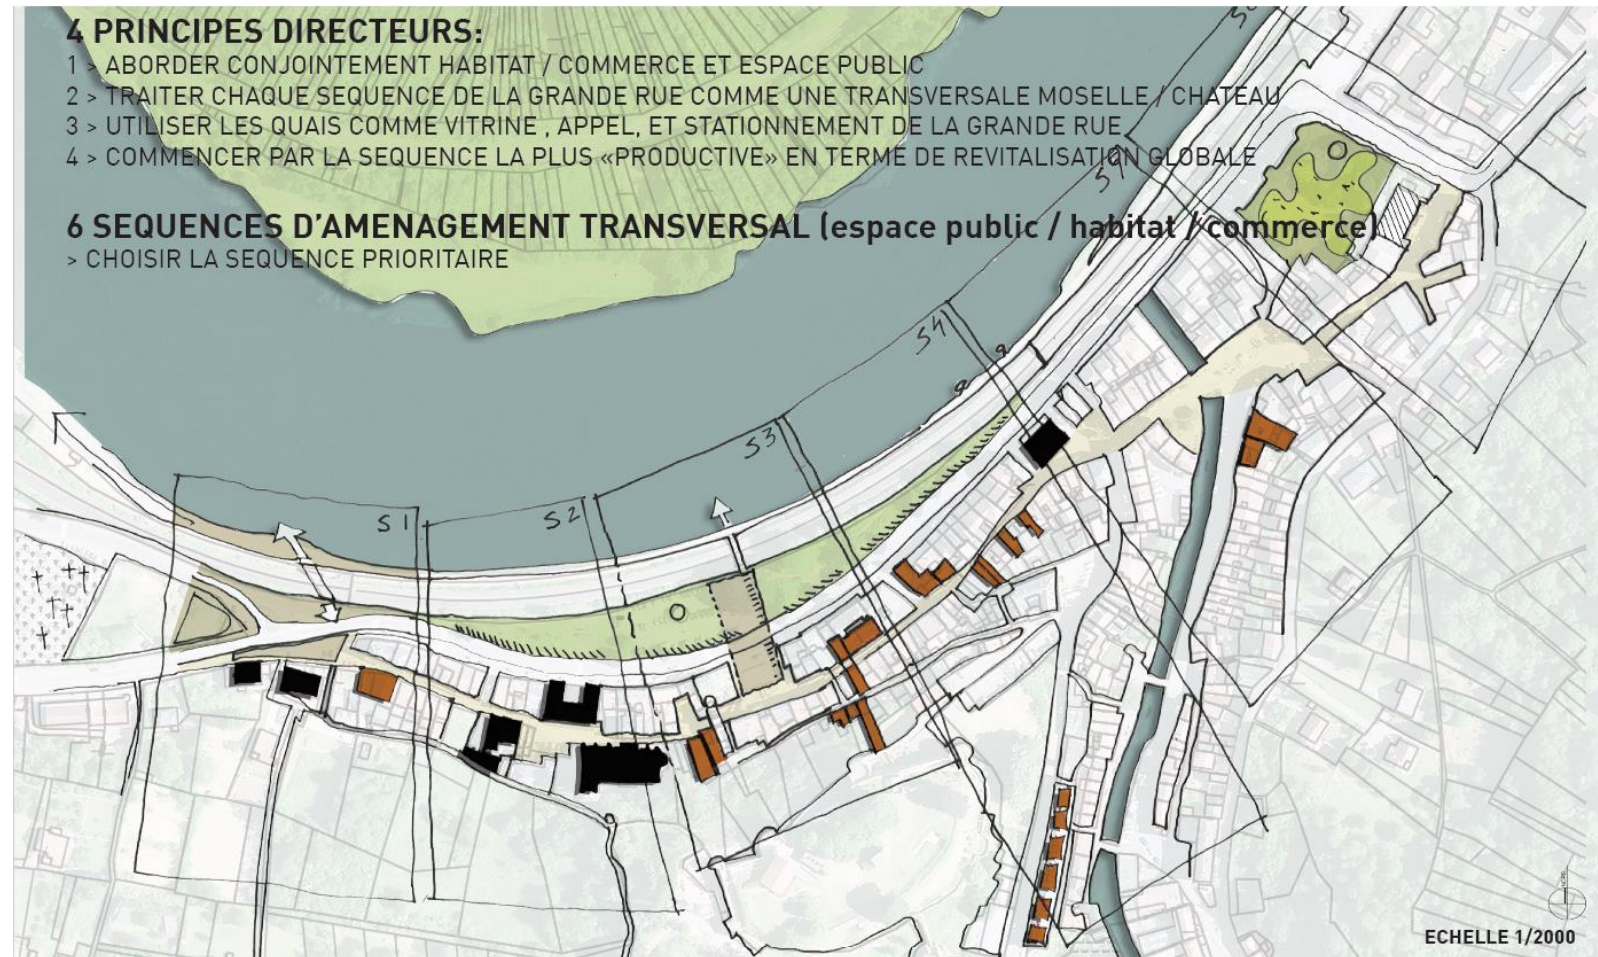 4 PRINCIPES DIRECTEURS:
1 > ABORDER CONJOINTEMENT HABITAT / COMMERCE ET ESPACE PUBLIC
2 > TRAITER CHAQUE SEQUENCE DE LA GRANDE RUE COMME UNE TRANSVERSALE MOSELLE / CHATEAU
3 > UTILISER LES QUAIS COMME VITRINE , APPEL, ET STATIONNEMENT DE LA GRANDE RUE
4 > COMMENCER PAR LA SEQUENCE LA PLUS «PRODUCTIVE» EN TERME DE REVITALISATION GLOBALE
6 SEQUENCES D'AMENAGEMENT TRANSVERSAL (espace public / habitat / commerce)
> CHOISIR LA SEQUENCE PRIORITAIRE
S4
S3
S2
S1
ECHELLE 1/2000